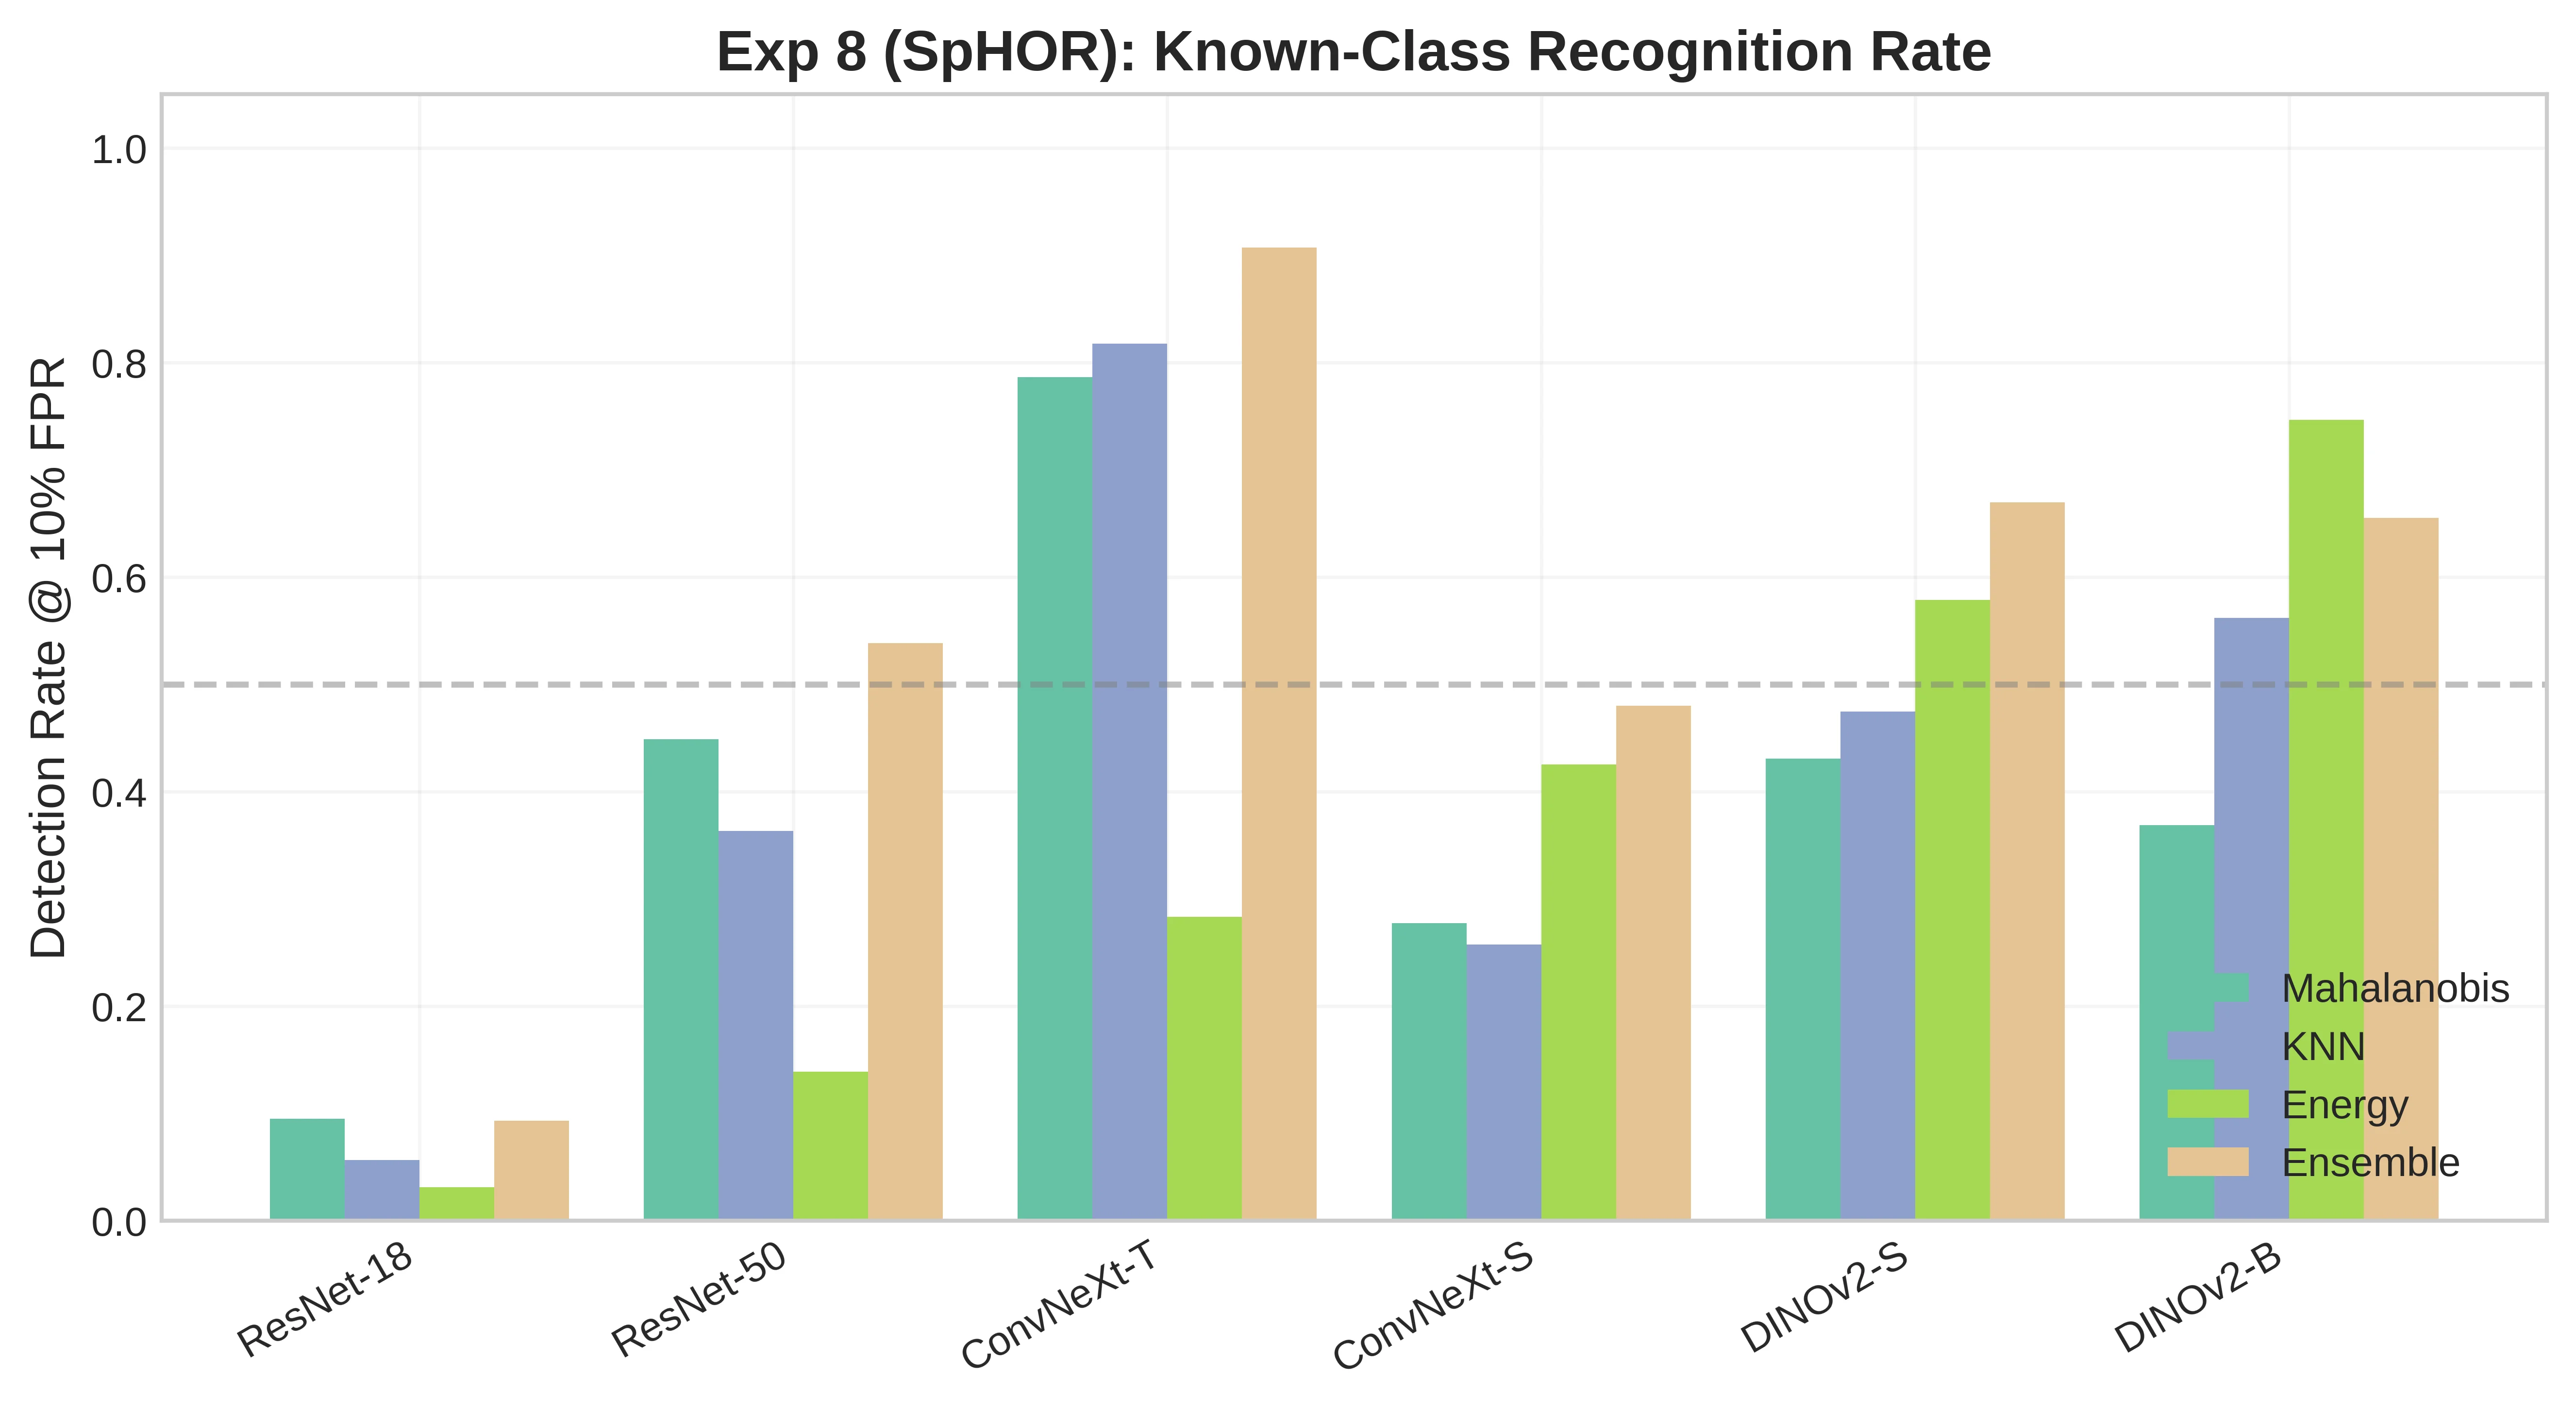 Exp 8 (SpHOR): Known-Class Recognition Rate
Detection Rate @ 10% FPR
1.0
0.8
0.6
0.4
0.2
0.0
Mahalanobis
KNN
Energy
Ensemble
ResNet-18
ResNet-50
ConvNeXt-T
ConvNeXt-S
DINOv2-S
DINOv2-B